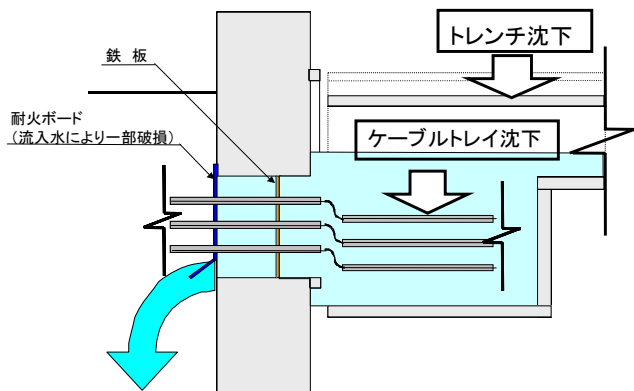 トレンチ沈下
鉄 板
耐火ボード
(流入水により一部破損)
ケーブルトレイ沈下